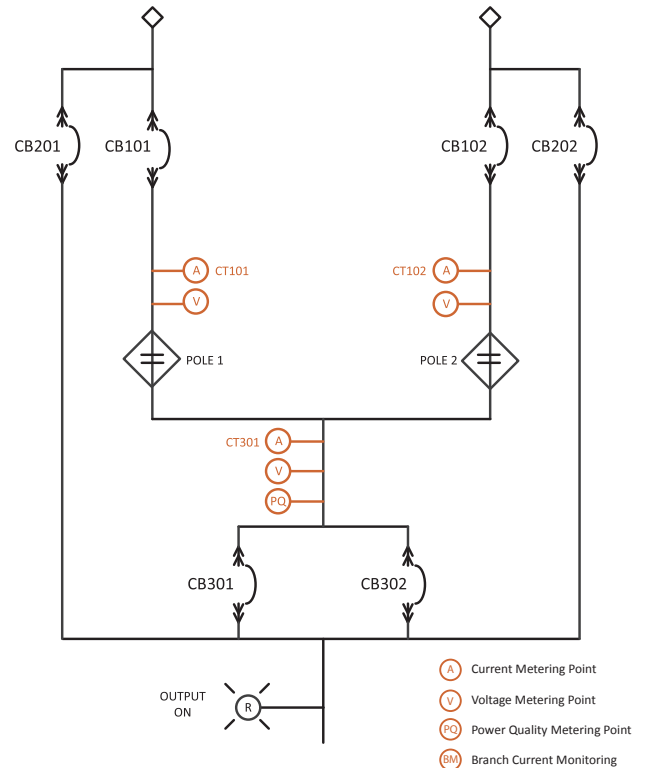 CB201
CB101
CB102
CB202
A CT101
V
CT102 A
V
POLE 1
POLE 2
CT301 A
V
PQ
CB301
CB302
OUTPUT
ON
R
A Current Metering Point
V Voltage Metering Point
PQ Power Quality Metering Point
BM Branch Current Monitoring